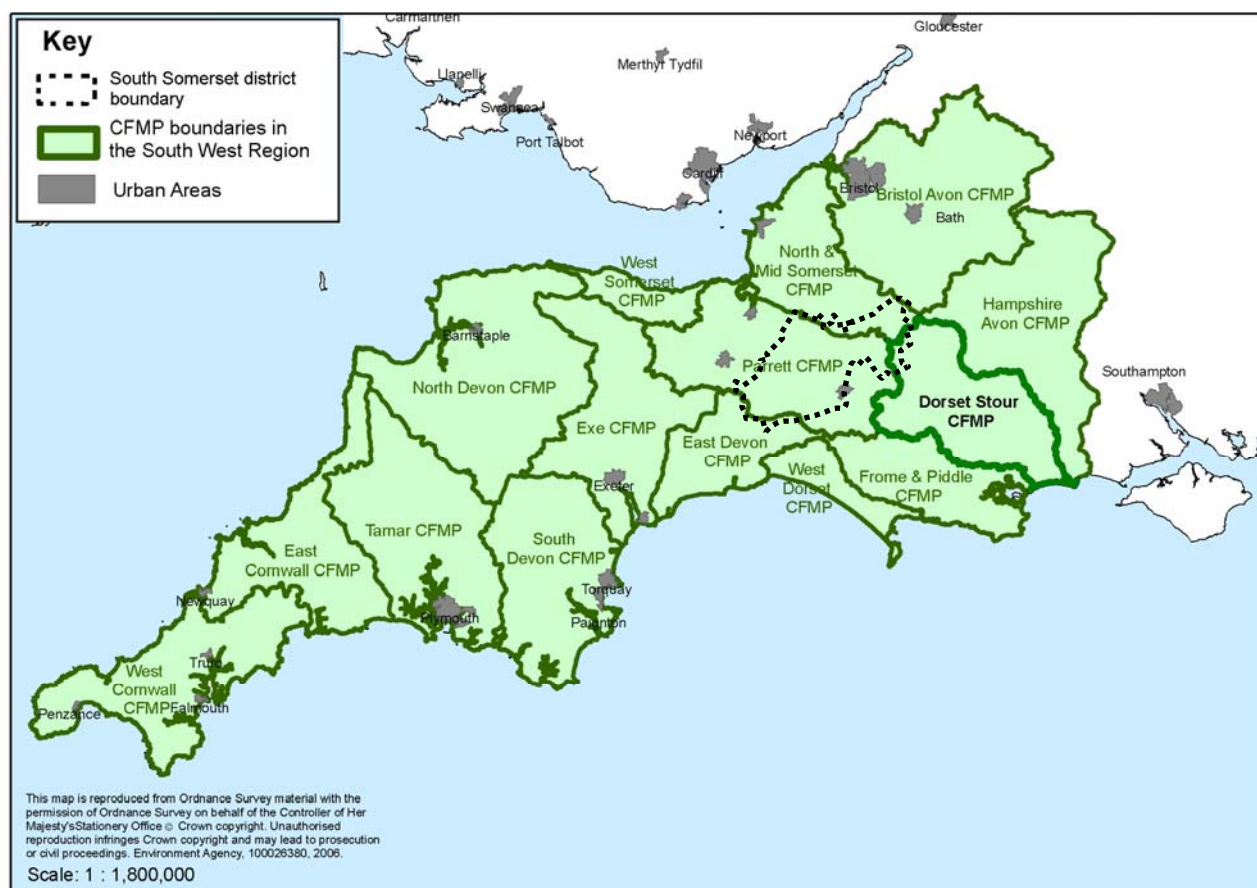 Key
South Somerset district
boundary
CFMP boundaries in
the South West Region
Urban Areas
Carmarthen
Gloucester
Merthyr Tydfil
Llanelli
Swansea
Port Talbot
Newport
Cardiff
Bristol
Bristol Avon CFMP
Bath
North &
Mid Somerset
CFMP
West
Somerset
CFMP
Hampshire
Avon CFMP
Barnstaple
Parrett CFMP
North Devon CFMP
Southampton
Dorset Stour
CFMP
Exe CFMP
East Devon
CFMP
West
Dorset
CFMP
Frome & Piddle
CFMP
Exeter
Tamar CFMP
South
Devon CFMP
East
Cornwall CFMP
Torquay
Newquay
Plymouth
Paignton
Truro
West
Cornwall
CFMP
Falmouth
Penzance
This map is reproduced from Ordnance Survey material with the
permission of Ordnance Survey on behalf of the Controller of Her
Majesty'sStationery Office © Crown copyright. Unauthorised
reproduction infringes Crown copyright and may lead to prosecution
or civil proceedings. Environment Agency, 100026380, 2006.
Scale: 1 : 1,800,000